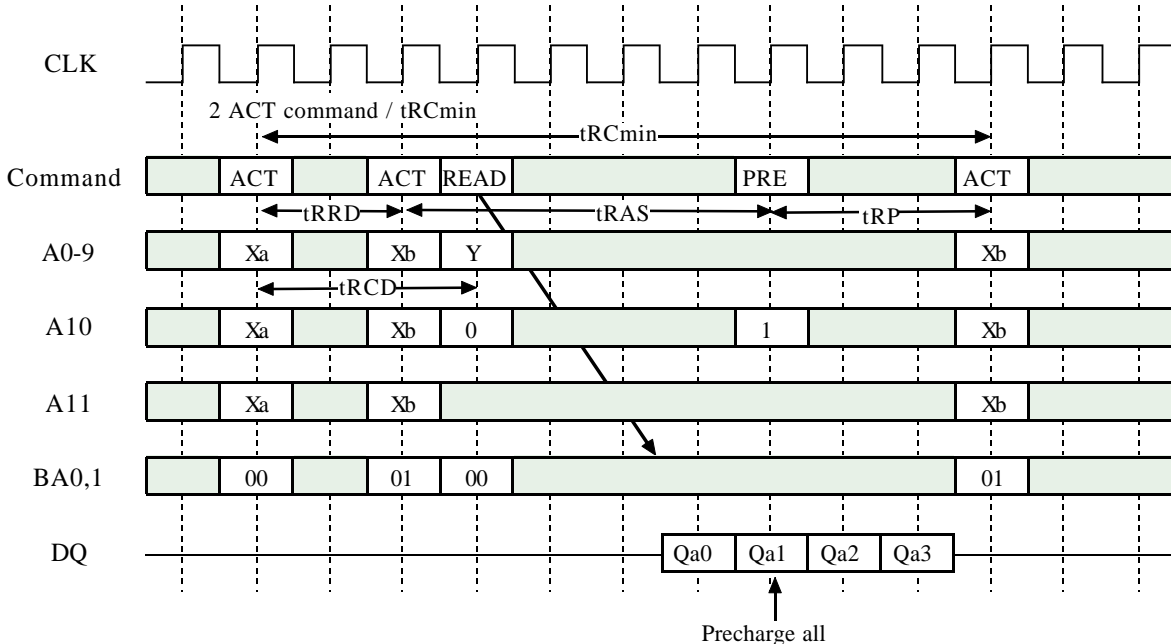 CLK
2 ACT command / tRCmin
tRCmin
Command ACT ACT READ PRE ACT
tRRD tRAS tRP
A0-9 Xa Xb Y Xb
tRCD
A10 Xa Xb 0 1 Xb
A11 Xa Xb Xb
BA0,1 00 01 00 01
DQ Qa0 Qa1 Qa2 Qa3
Precharge all